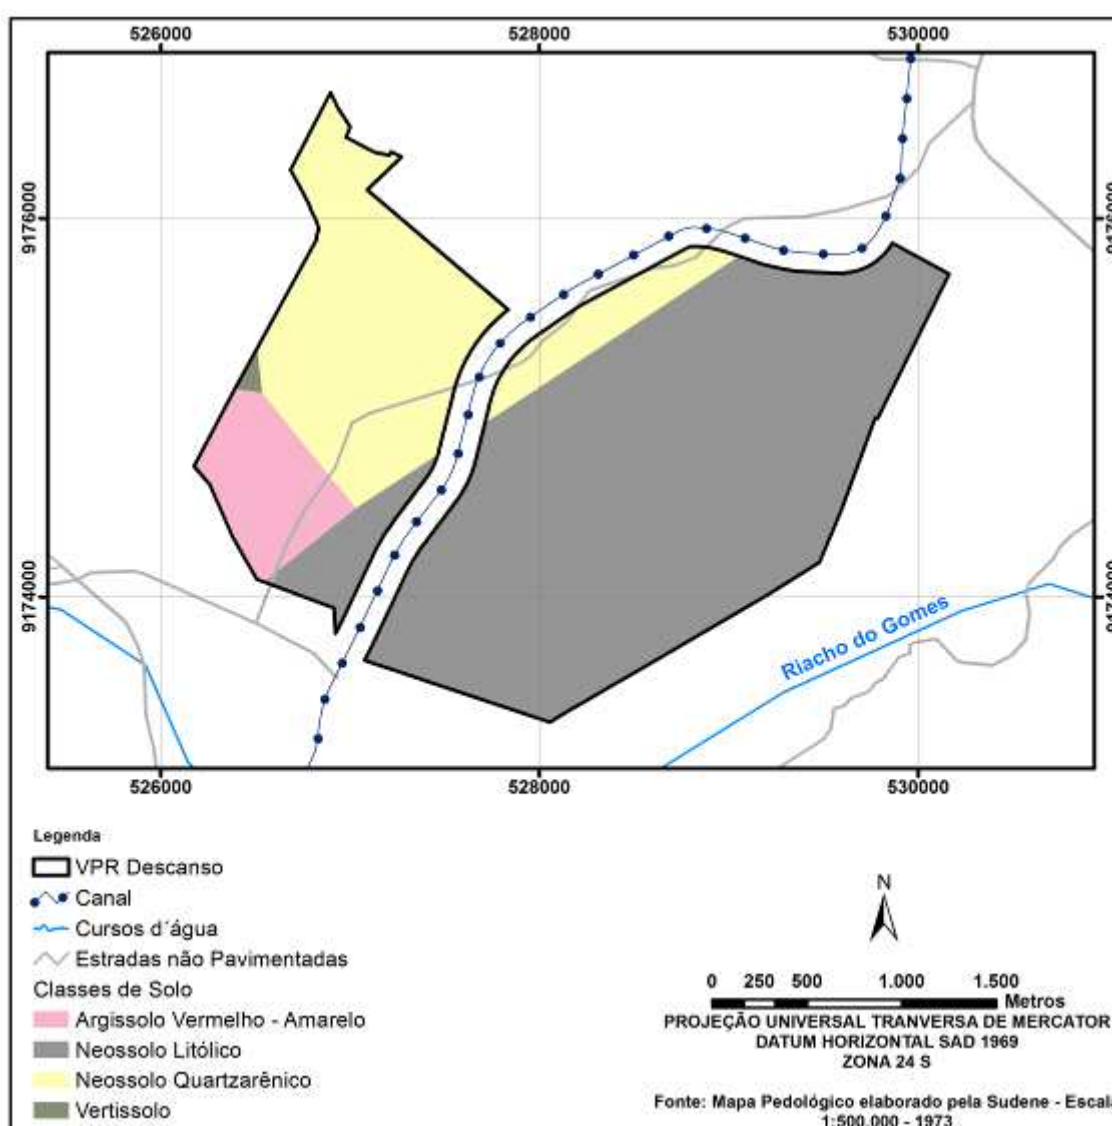 526000
528000
530000
9176000
Riacho do Gomes
9174000
526000
528000
530000
Legenda
VPR Descanso
Canal
Cursos d´água
Estradas não Pavimentadas
Classes de Solo
Argissolo Vermelho - Amarelo
Neossolo Litólico
Neossolo Quartzarênico
Vertissolo
N
0 250 500 1.000 1.500
Metros
PROJEÇÃO UNIVERSAL TRANVERSA DE MERCATOR
DATUM HORIZONTAL SAD 1969
ZONA 24 S
Fonte: Mapa Pedológico elaborado pela Sudene - Escala
1:500.000 - 1973